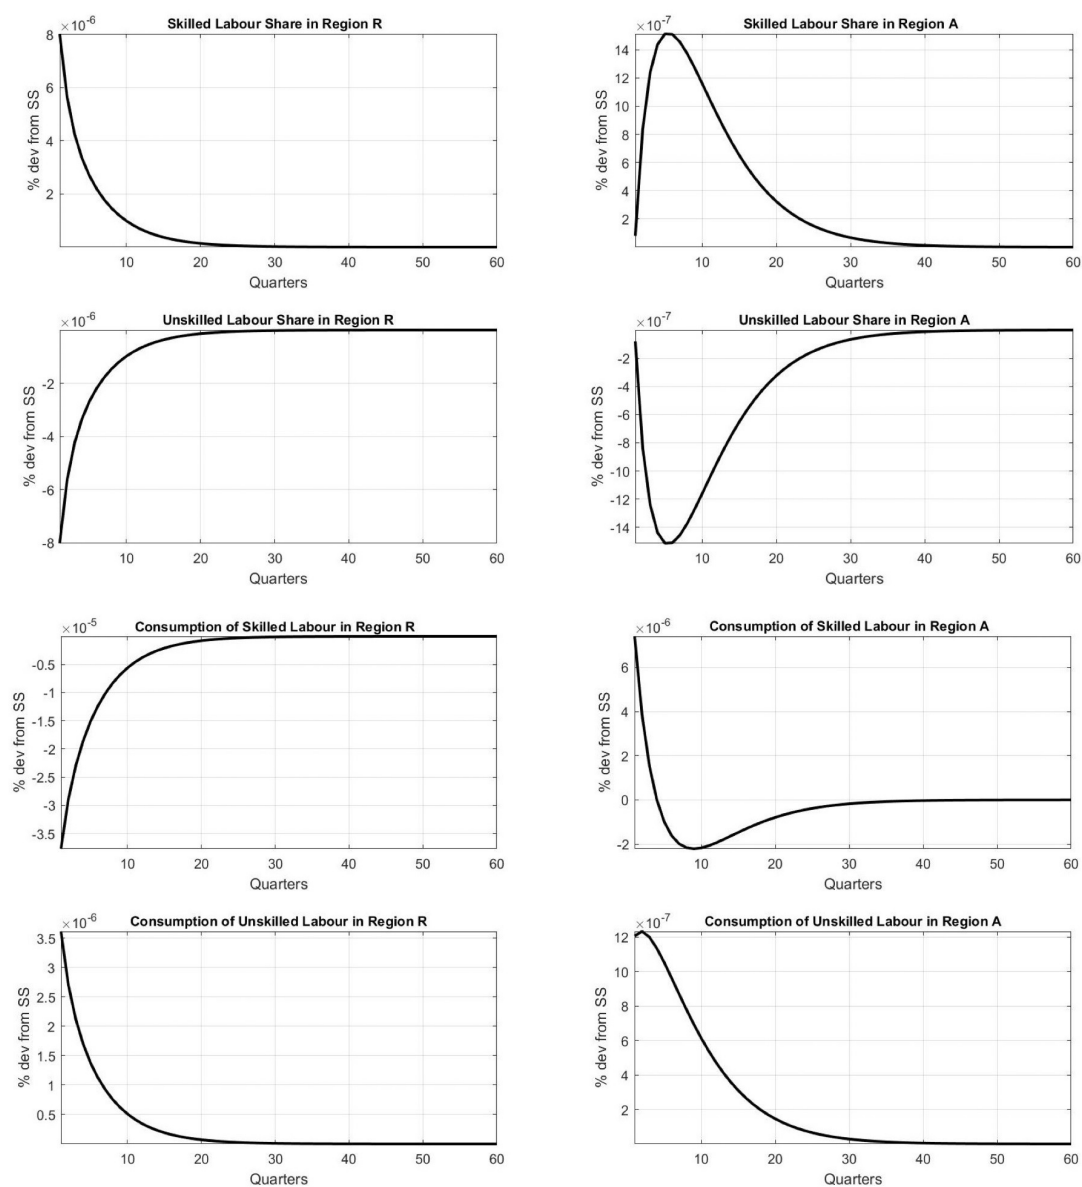 Skilled Labour Share in Region R
×10⁻⁶
8
6
4
2
% dev from SS
10 20 30 40 50 60
Quarters
Skilled Labour Share in Region A
×10⁻⁷
14
12
10
8
6
4
2
% dev from SS
10 20 30 40 50 60
Quarters
Unskilled Labour Share in Region R
×10⁻⁶
-2
-4
-6
-8
% dev from SS
10 20 30 40 50 60
Quarters
Unskilled Labour Share in Region A
×10⁻⁷
-2
-4
-6
-8
-10
-12
-14
% dev from SS
10 20 30 40 50 60
Quarters
Consumption of Skilled Labour in Region R
×10⁻⁵
-0.5
-1
-1.5
-2
-2.5
-3
-3.5
% dev from SS
10 20 30 40 50 60
Quarters
Consumption of Skilled Labour in Region A
×10⁻⁶
6
4
2
0
-2
% dev from SS
10 20 30 40 50 60
Quarters
Consumption of Unskilled Labour in Region R
×10⁻⁶
3.5
3
2.5
2
1.5
1
0.5
% dev from SS
10 20 30 40 50 60
Quarters
Consumption of Unskilled Labour in Region A
×10⁻⁷
12
10
8
6
4
2
% dev from SS
10 20 30 40 50 60
Quarters